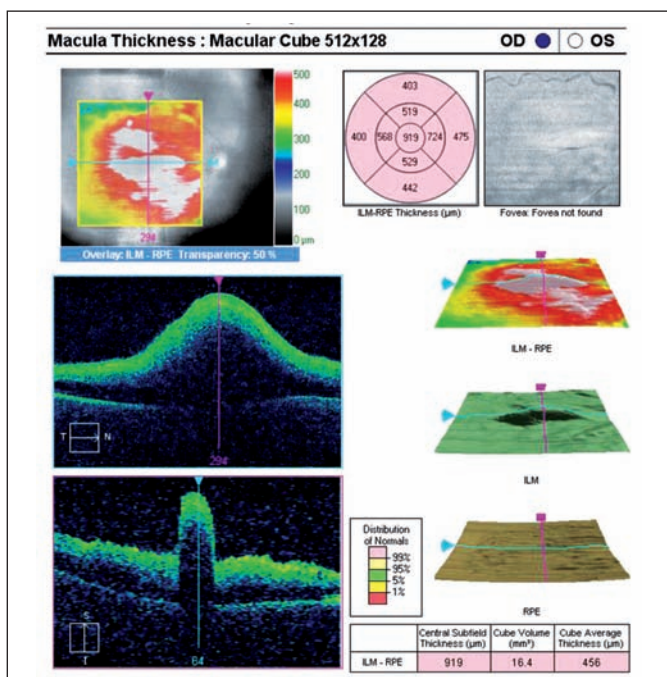 Macula Thickness : Macular Cube 512x128 OD OS
500
400
300
200
100
0 µm
294
Overlay: ILM - RPE Transparency: 50 %
403
519
400 568 919 724 475
529
442
ILM-RPE Thickness (µm)
Fovea: Fovea not found
ILM - RPE
T N
294
ILM
S
I
64
Distribution
of Normals
99%
95%
5%
1%
RPE
Central Subfield Thickness (µm) Cube Volume (mm³) Cube Average Thickness (µm)
ILM - RPE 919 16.4 456